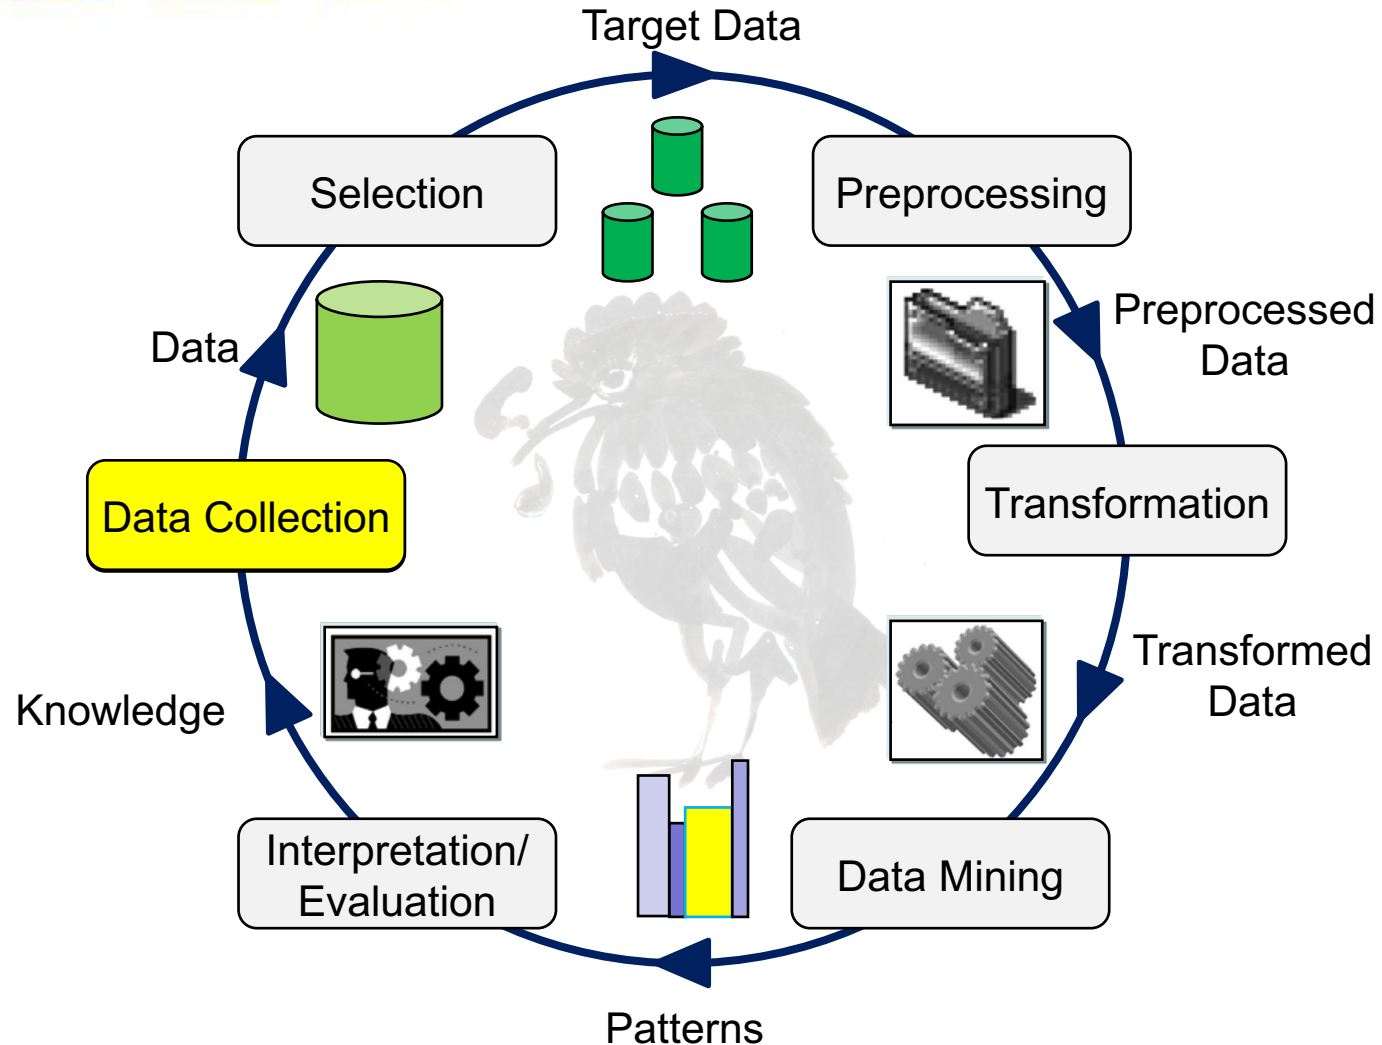 Target Data
Selection
Preprocessing
Preprocessed
Data
Data
Data Collection
Transformation
Transformed
Data
Knowledge
Interpretation/
Evaluation
Data Mining
Patterns